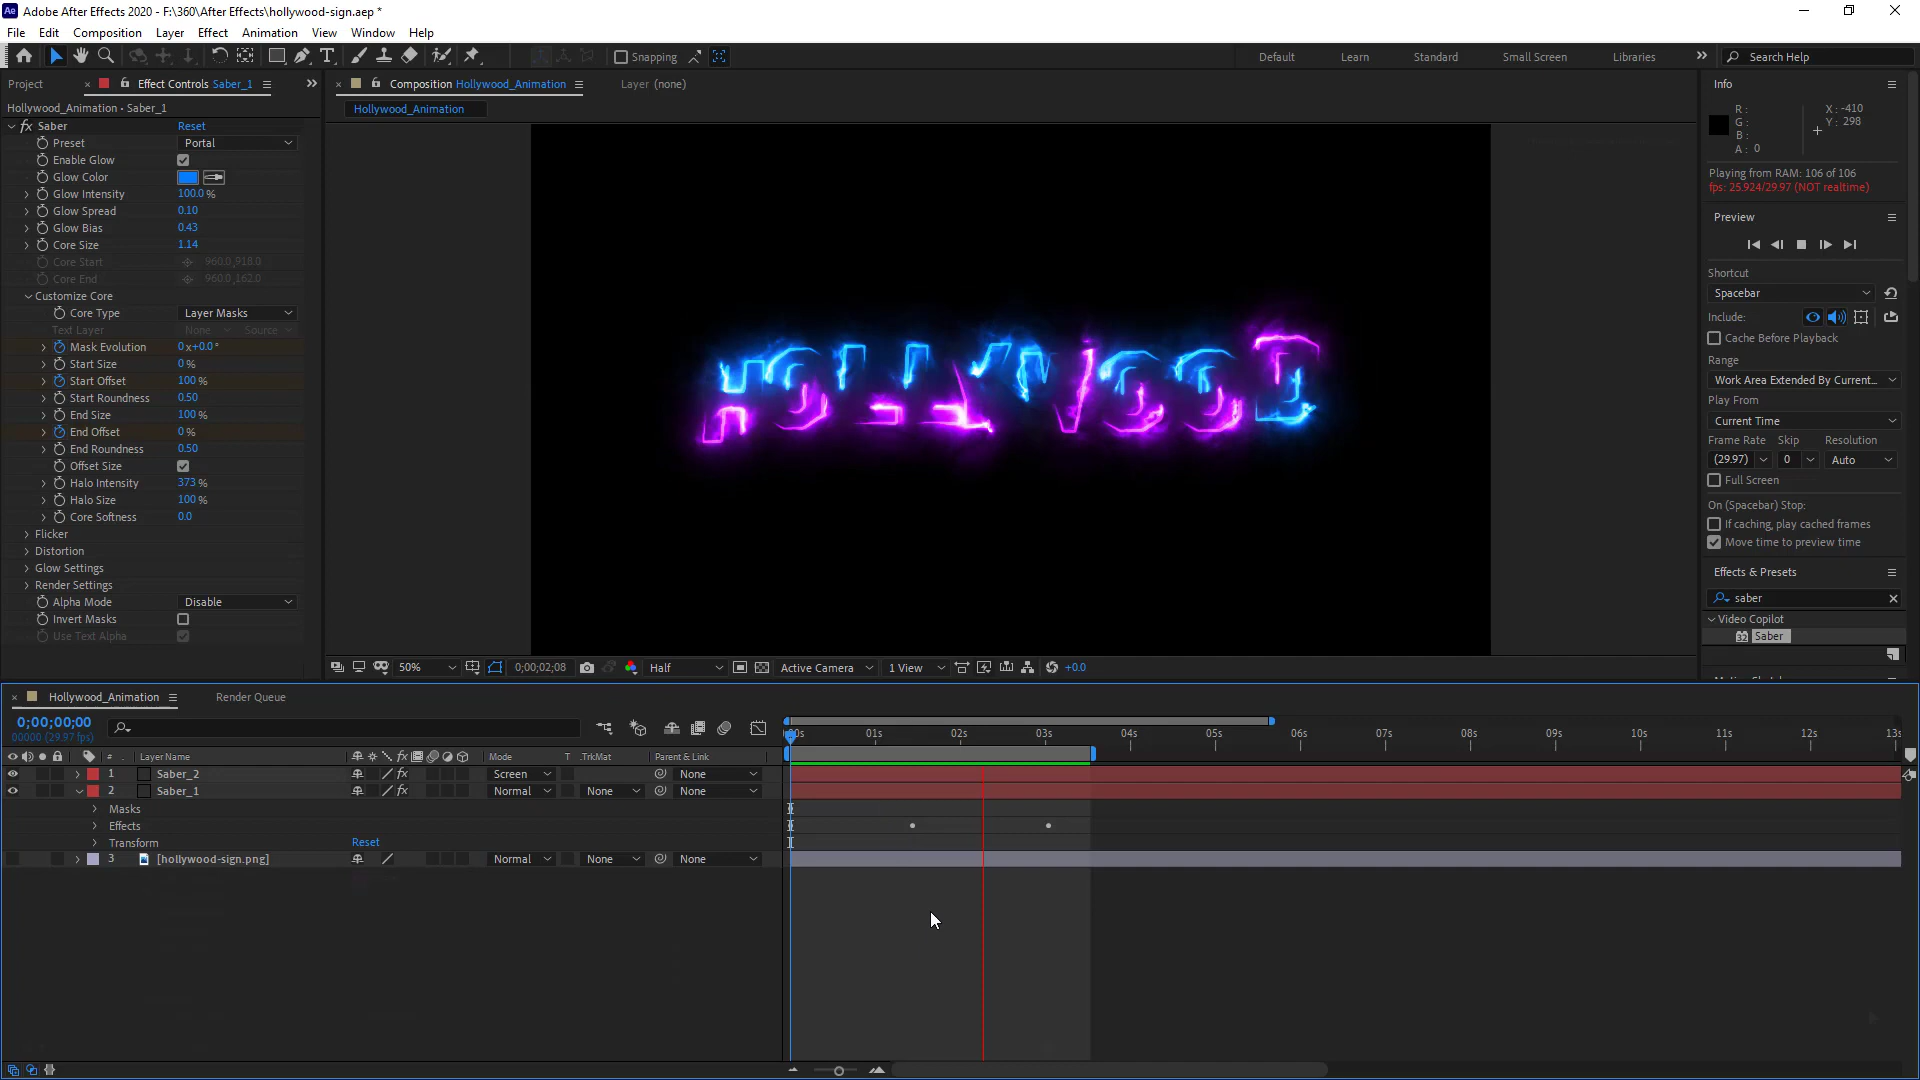 Ae Adobe After Effects 2020 - F:\360\After Effects\hollywood-sign.aep *
File Edit Composition Layer Effect Animation View Window Help
T Snapping Default Learn Standard Small Screen Libraries Search Help
Project Effect Controls Saber_1 Composition Hollywood_Animation Layer (none) Info
Hollywood_Animation • Saber_1 Hollywood_Animation
R : X : -410
G : Y : 298
B :
A : 0
fx Saber Reset
Preset Portal
Enable Glow
Glow Color
Glow Intensity 100.0 %
Glow Spread 0.10
Glow Bias 0.43
Core Size 1.14
Core Start 960.0,918.0
Core End 960.0,162.0
Customize Core
Core Type Layer Masks
Text Layer None Source
Mask Evolution 0 x+0.0 °
Start Size 0 %
Start Offset 100 %
Start Roundness 0.50
End Size 100 %
End Offset 0 %
End Roundness 0.50
Offset Size
Halo Intensity 373 %
Halo Size 100 %
Core Softness 0.0
Flicker
Distortion
Glow Settings
Render Settings
Alpha Mode Disable
Invert Masks
Use Text Alpha
HOLLYWOOD
50% 0;00;02;08 Half Active Camera 1 View +0.0
Playing from RAM: 106 of 106
fps: 25.924/29.97 (NOT realtime)
Preview
Shortcut
Spacebar
Include:
Cache Before Playback
Range
Work Area Extended By Current...
Play From
Current Time
Frame Rate Skip Resolution
(29.97) 0 Auto
Full Screen
On (Spacebar) Stop:
If caching, play cached frames
Move time to preview time
Effects & Presets
saber
Video Copilot
32 Saber
Hollywood_Animation Render Queue
0;00;00;00
00000 (29.97 fps)
01s 02s 03s 04s 05s 06s 07s 08s 09s 10s 11s 12s 13s
# Layer Name fx Mode T .TrkMat Parent & Link
1 Saber_2 fx Screen None
2 Saber_1 fx Normal None None
Masks
Effects
Transform Reset
3 [hollywood-sign.png] Normal None None